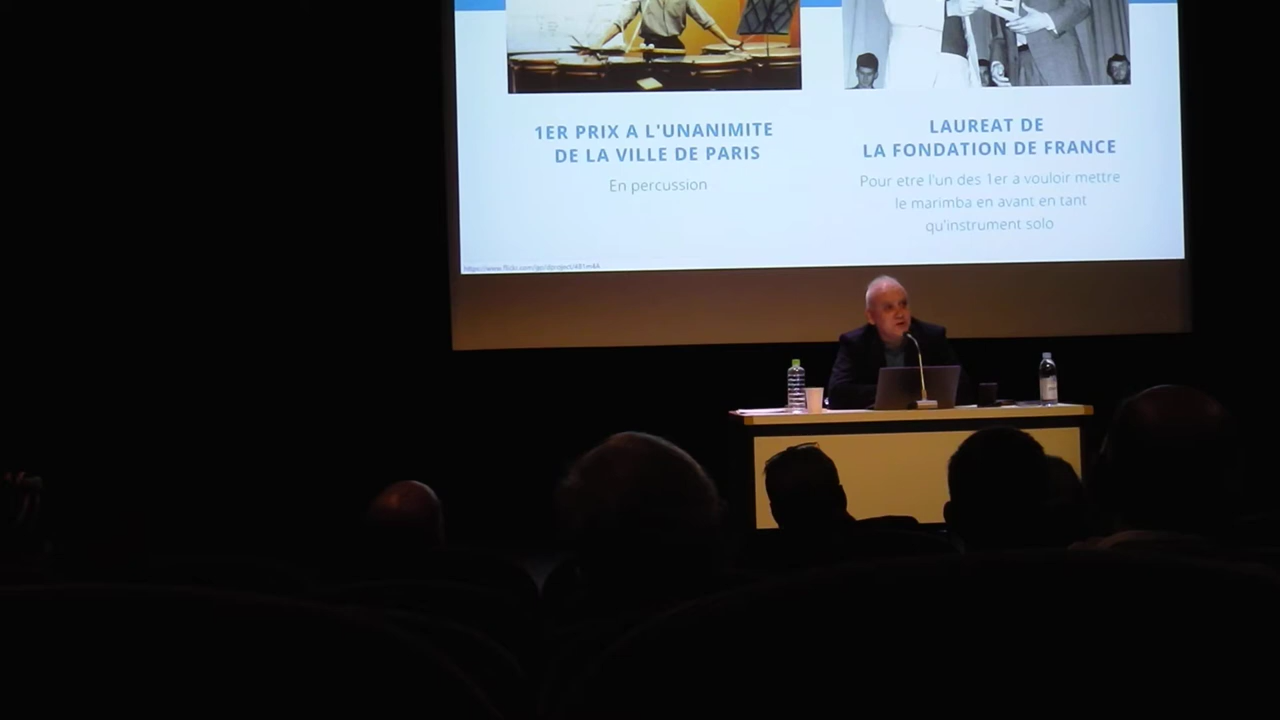 1ER PRIX A L'UNANIMITE
DE LA VILLE DE PARIS
En percussion
LAUREAT DE
LA FONDATION DE FRANCE
Pour etre l'un des 1er a vouloir mettre
le marimba en avant en tant
qu'instrument solo